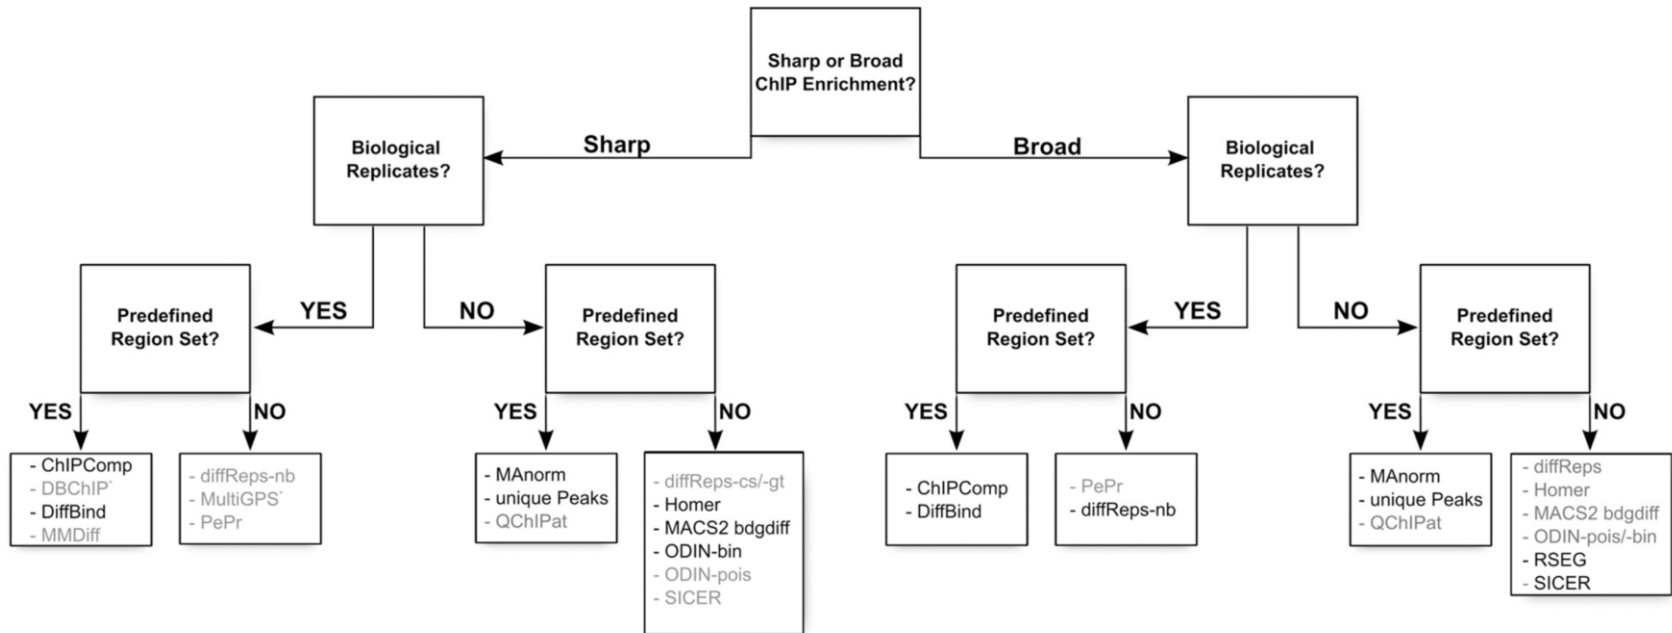 Sharp or Broad
ChIP Enrichment?
Sharp
Broad
Biological
Replicates?
Biological
Replicates?
YES
NO
YES
NO
Predefined
Region Set?
Predefined
Region Set?
Predefined
Region Set?
Predefined
Region Set?
YES
NO
YES
NO
YES
NO
YES
NO
- ChIPComp
- DBChIP*
- DiffBind
- MMDiff
- diffReps-nb
- MultiGPS*
- PePr
- MAnorm
- unique Peaks
- QChIPat
- diffReps-cs/-gt
- Homer
- MACS2 bdgdiff
- ODIN-bin
- ODIN-pois
- SICER
- ChIPComp
- DiffBind
- PePr
- diffReps-nb
- MAnorm
- unique Peaks
- QChIPat
- diffReps
- Homer
- MACS2 bdgdiff
- ODIN-pois/-bin
- RSEG
- SICER